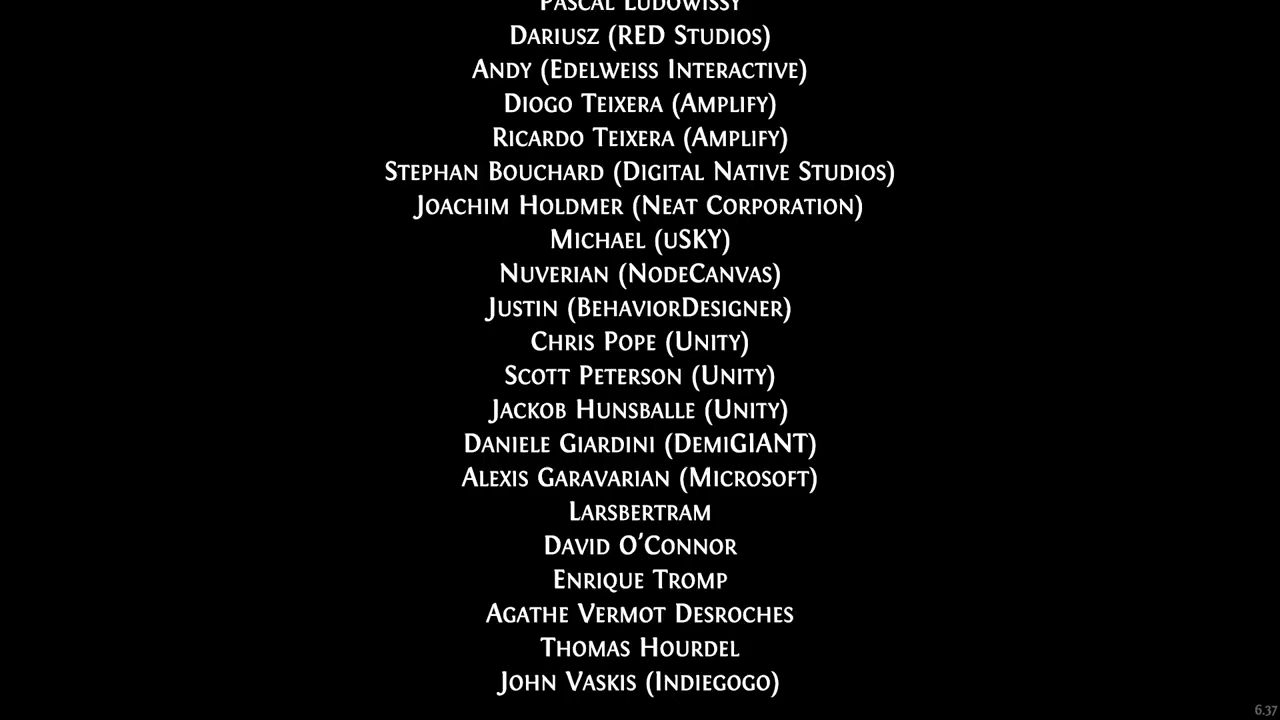 Pascal Ludowissy
Dariusz (RED Studios)
Andy (Edelweiss Interactive)
Diogo Teixera (Amplify)
Ricardo Teixera (Amplify)
Stephan Bouchard (Digital Native Studios)
Joachim Holdmer (Neat Corporation)
Michael (uSKY)
Nuverian (NodeCanvas)
Justin (BehaviorDesigner)
Chris Pope (Unity)
Scott Peterson (Unity)
Jackob Hunsballe (Unity)
Daniele Giardini (DemiGIANT)
Alexis Garavarian (Microsoft)
Larsbertram
David O'Connor
Enrique Tromp
Agathe Vermot Desroches
Thomas Hourdel
John Vaskis (Indiegogo)
6.37